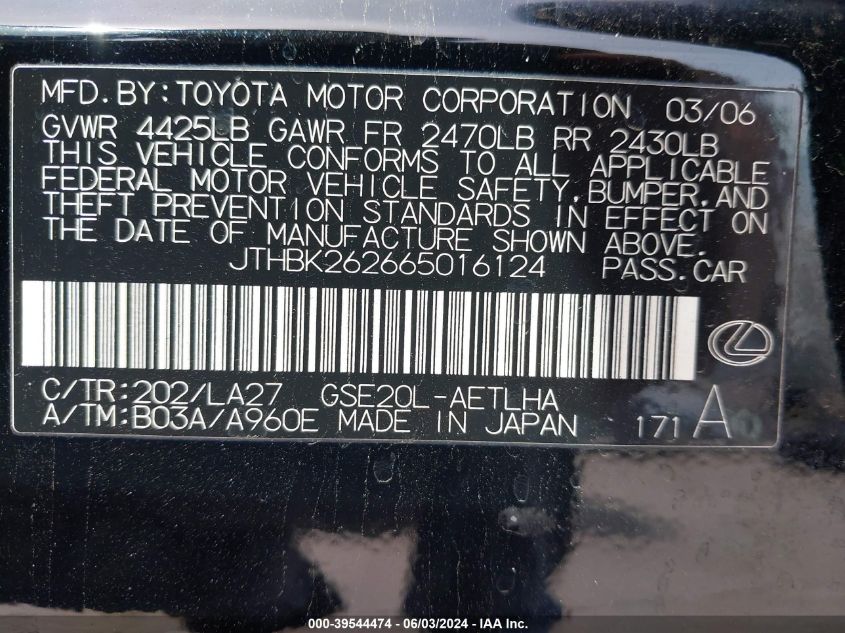 MFD.BY:TOYOTA MOTOR CORPORATION 03/06
GVWR 4425LB GAWR FR 2470LB RR 2430LB
THIS VEHICLE CONFORMS TO ALL APPLICABLE
FEDERAL MOTOR VEHICLE SAFETY,BUMPER,AND
THEFT PREVENTION STANDARDS IN EFFECT ON
THE DATE OF MANUFACTURE SHOWN ABOVE.
JTHBK262665016124 PASS.CAR
C/TR:202/LA27 GSE20L-AETLHA
A/TM:B03A/A960E MADE IN JAPAN 171 A
000-39544474 | 06/03/2024 - IAA Inc.